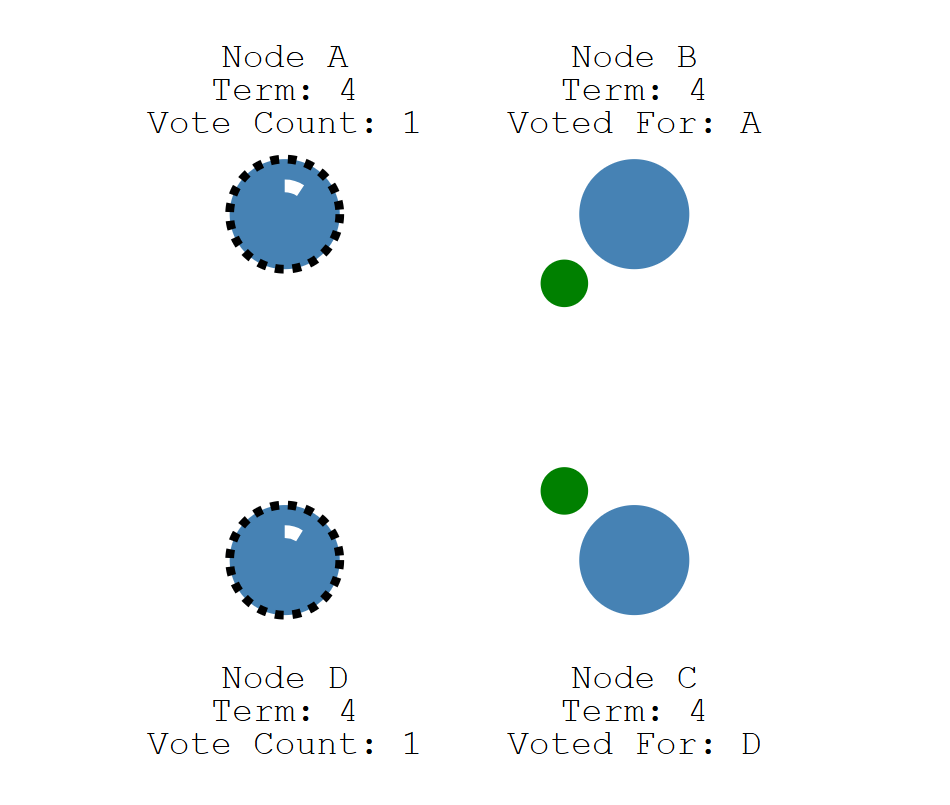 Node A
Term: 4
Vote Count: 1
Node B
Term: 4
Voted For: A
Node D
Term: 4
Vote Count: 1
Node C
Term: 4
Voted For: D